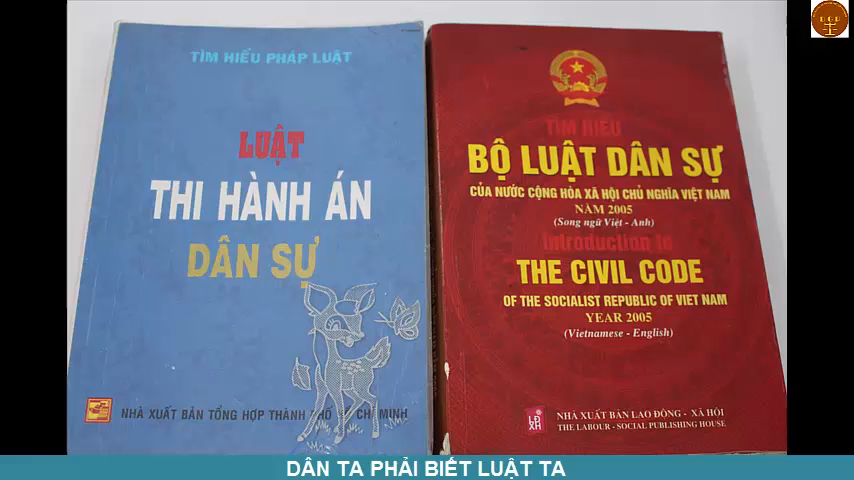 TÌM HIỂU PHÁP LUẬT
LUẬT
THI HÀNH ÁN
DÂN SỰ
NHÀ XUẤT BẢN TỔNG HỢP THÀNH PHỐ HỒ CHÍ MINH
TÌM HIỂU
BỘ LUẬT DÂN SỰ
CỦA NƯỚC CỘNG HÒA XÃ HỘI CHỦ NGHĨA VIỆT NAM
NĂM 2005
(Song ngữ Việt - Anh)
Introduction to
THE CIVIL CODE
OF THE SOCIALIST REPUBLIC OF VIET NAM
YEAR 2005
(Vietnamese - English)
NHÀ XUẤT BẢN LAO ĐỘNG - XÃ HỘI
THE LABOUR - SOCIAL PUBLISHING HOUSE
DÂN TA PHẢI BIẾT LUẬT TA